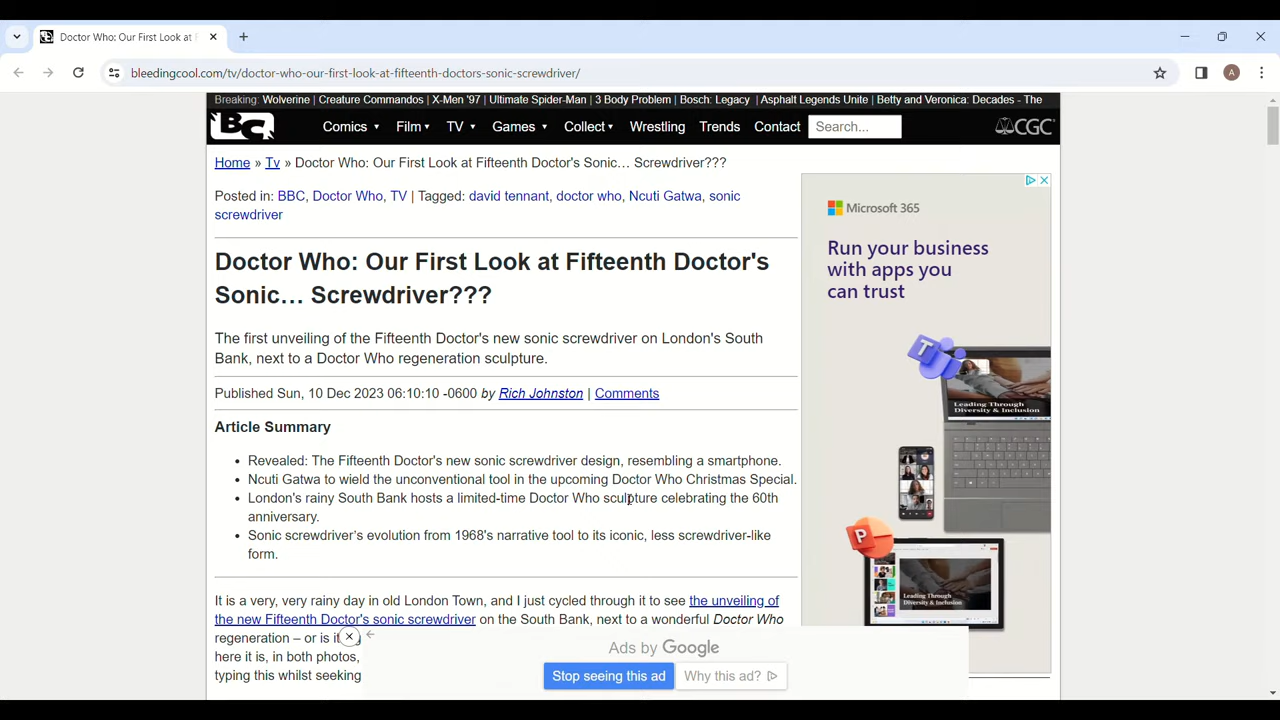 Doctor Who: Our First Look at
bleedingcool.com/tv/doctor-who-our-first-look-at-fifteenth-doctors-sonic-screwdriver/
A
Breaking: Wolverine | Creature Commandos | X-Men '97 | Ultimate Spider-Man | 3 Body Problem | Bosch: Legacy | Asphalt Legends Unite | Betty and Veronica: Decades - The
BC
Comics Film TV Games Collect Wrestling Trends Contact Search... CGC
Home » Tv » Doctor Who: Our First Look at Fifteenth Doctor's Sonic… Screwdriver???
Posted in: BBC, Doctor Who, TV | Tagged: david tennant, doctor who, Ncuti Gatwa, sonic
screwdriver
Doctor Who: Our First Look at Fifteenth Doctor's
Sonic… Screwdriver???
The first unveiling of the Fifteenth Doctor's new sonic screwdriver on London's South
Bank, next to a Doctor Who regeneration sculpture.
Published Sun, 10 Dec 2023 06:10:10 -0600 by Rich Johnston | Comments
Article Summary
• Revealed: The Fifteenth Doctor's new sonic screwdriver design, resembling a smartphone.
• Ncuti Gatwa to wield the unconventional tool in the upcoming Doctor Who Christmas Special.
• London's rainy South Bank hosts a limited-time Doctor Who sculpture celebrating the 60th
anniversary.
• Sonic screwdriver's evolution from 1968's narrative tool to its iconic, less screwdriver-like
form.
It is a very, very rainy day in old London Town, and I just cycled through it to see the unveiling of
the new Fifteenth Doctor's sonic screwdriver on the South Bank, next to a wonderful Doctor Who
regeneration – or is it
here it is, in both photos,
typing this whilst seeking
Microsoft 365
Run your business
with apps you
can trust
T
Leading Through
Diversity & Inclusion
P
Leading Through
Diversity & Inclusion
Ads by Google
Stop seeing this ad
Why this ad?